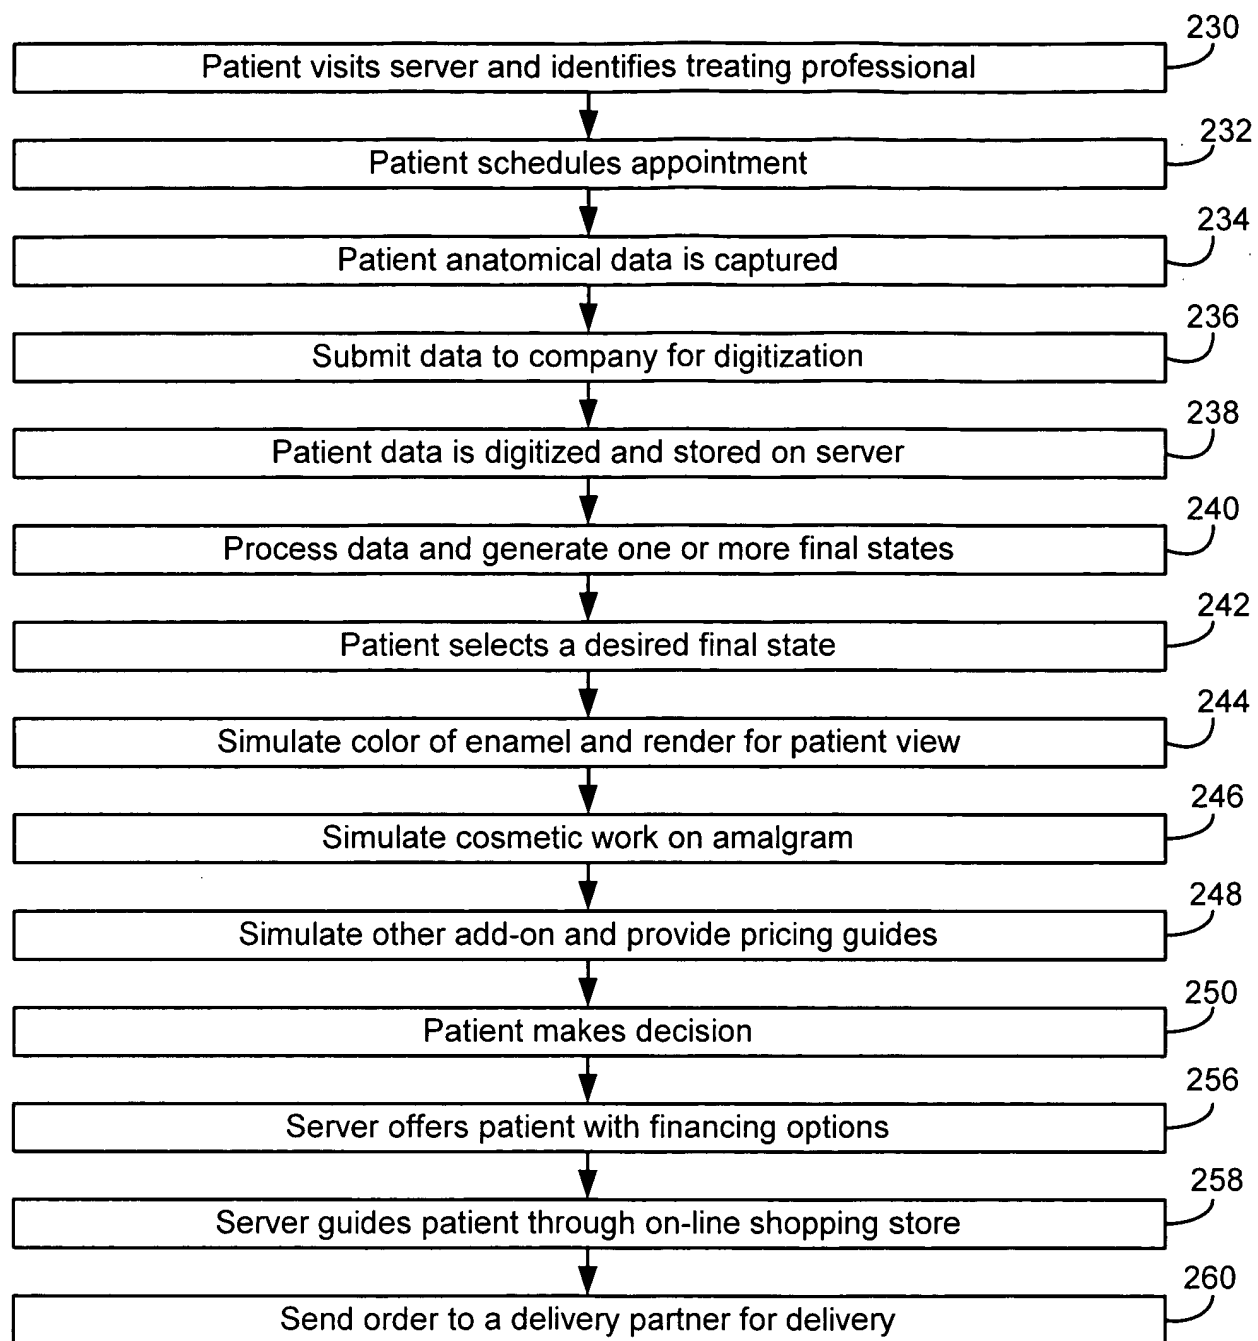 230
Patient visits server and identifies treating professional
232
Patient schedules appointment
234
Patient anatomical data is captured
236
Submit data to company for digitization
238
Patient data is digitized and stored on server
240
Process data and generate one or more final states
242
Patient selects a desired final state
244
Simulate color of enamel and render for patient view
246
Simulate cosmetic work on amalgram
248
Simulate other add-on and provide pricing guides
250
Patient makes decision
256
Server offers patient with financing options
258
Server guides patient through on-line shopping store
260
Send order to a delivery partner for delivery